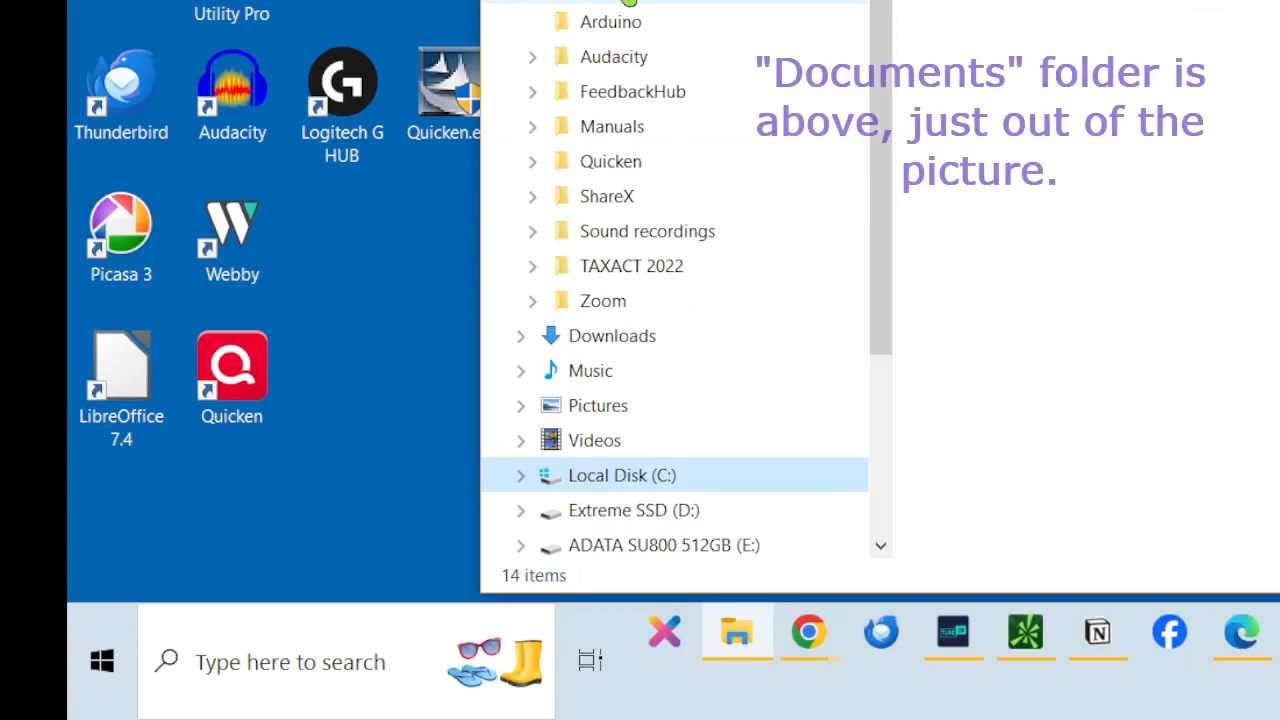 Utility Pro
Thunderbird
Audacity
Logitech G
HUB
Quicken.e
Picasa 3
Webby
LibreOffice
7.4
Quicken
Arduino
Audacity
FeedbackHub
Manuals
Quicken
ShareX
Sound recordings
TAXACT 2022
Zoom
Downloads
Music
Pictures
Videos
Local Disk (C:)
Extreme SSD (D:)
ADATA SU800 512GB (E:)
14 items
"Documents" folder is
above, just out of the
picture.
Type here to search